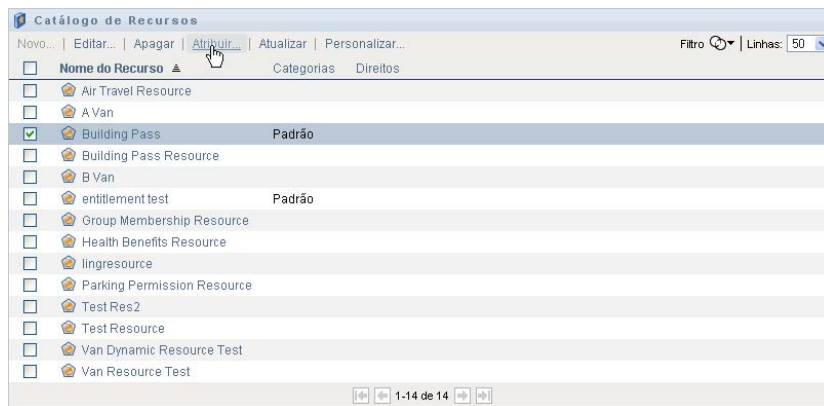 Catálogo de Recursos
Novo... | Editar... | Apagar | Atribuir... | Atualizar | Personalizar... Filtro | Linhas: 50
Nome do Recurso Categorias Direitos
Air Travel Resource
A Van
Building Pass Padrão
Building Pass Resource
B Van
entitlement test Padrão
Group Membership Resource
Health Benefits Resource
lingresource
Parking Permission Resource
Test Res2
Test Resource
Van Dynamic Resource Test
Van Resource Test
1-14 de 14